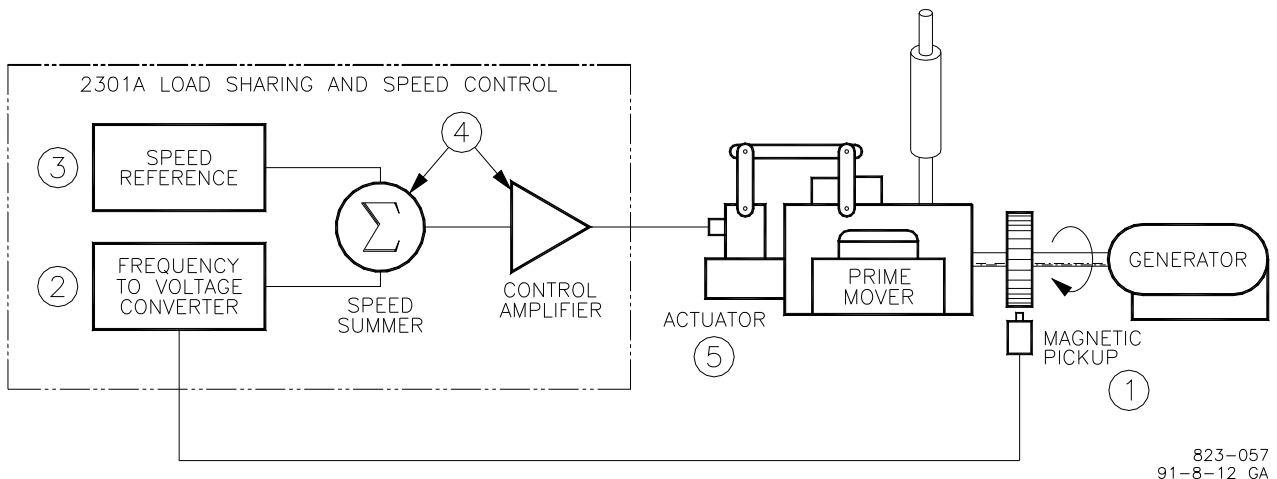 2301A LOAD SHARING AND SPEED CONTROL
3
SPEED
REFERENCE
4
Σ
2
FREQUENCY
TO VOLTAGE
CONVERTER
SPEED
SUMMER
CONTROL
AMPLIFIER
ACTUATOR
5
PRIME
MOVER
GENERATOR
MAGNETIC
PICKUP
1
823-057
91-8-12 GA